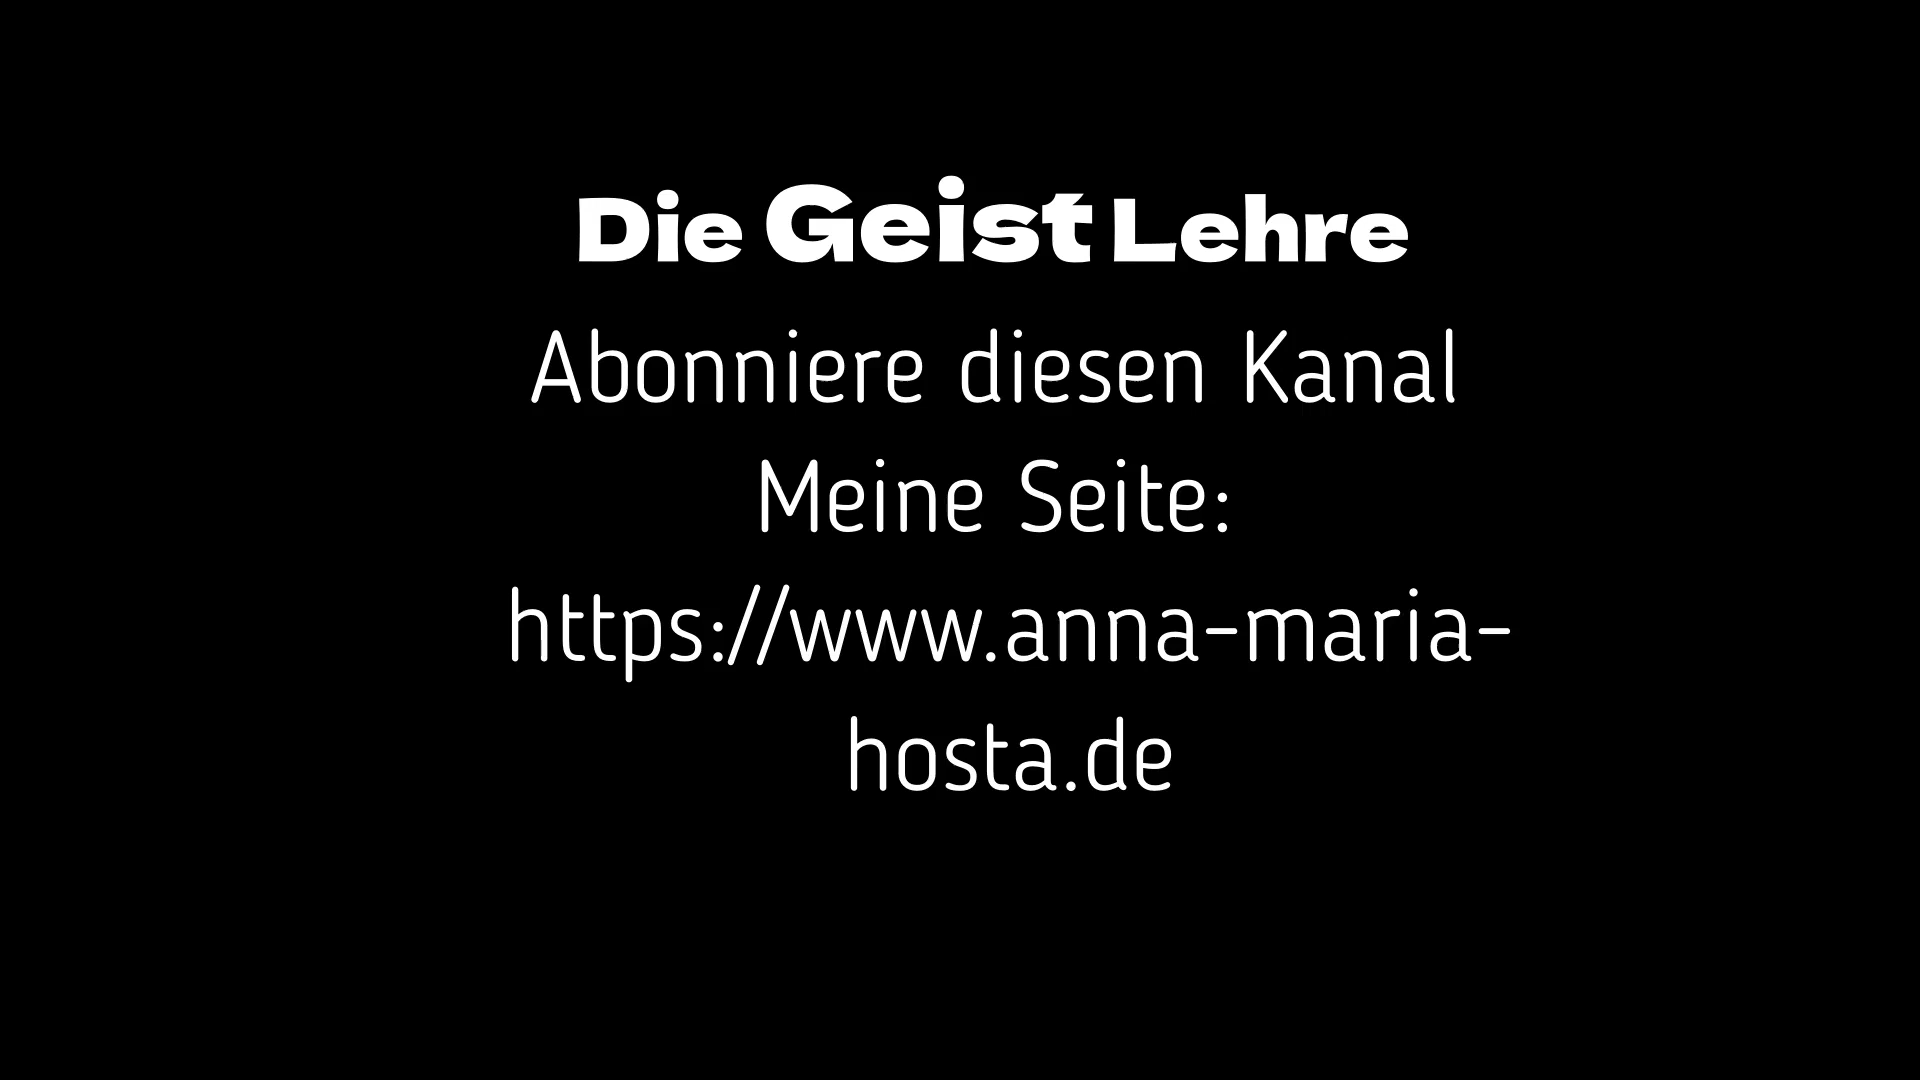 Die Geist Lehre
Abonniere diesen Kanal
Meine Seite:
https://www.anna-maria-
hosta.de